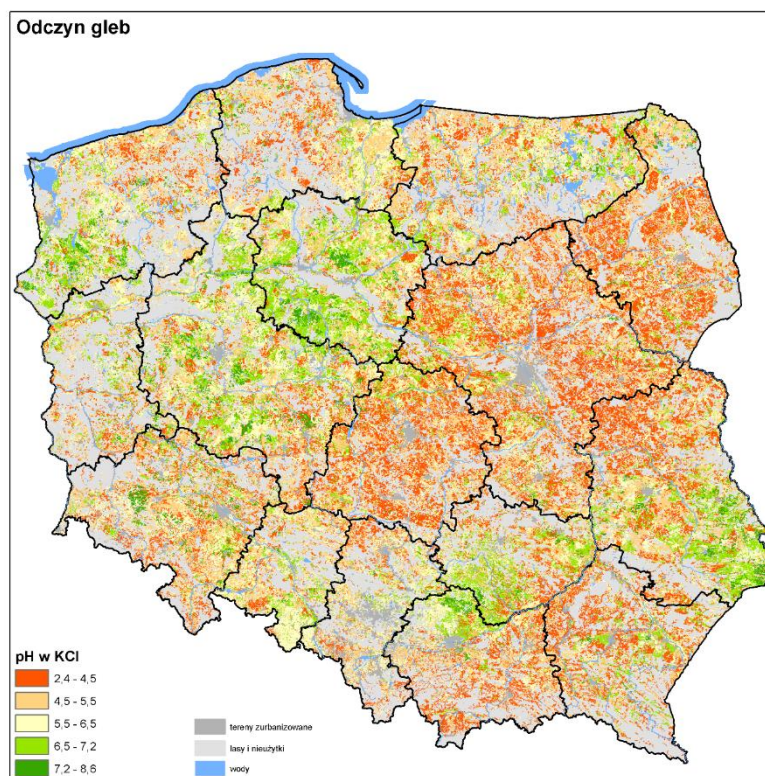 Odczyn gleb
pH w KCl
2,4 - 4,5
4,5 - 5,5
5,5 - 6,5
6,5 - 7,2
7,2 - 8,6
tereny zurbanizowane
lasy i nieużytki
wody